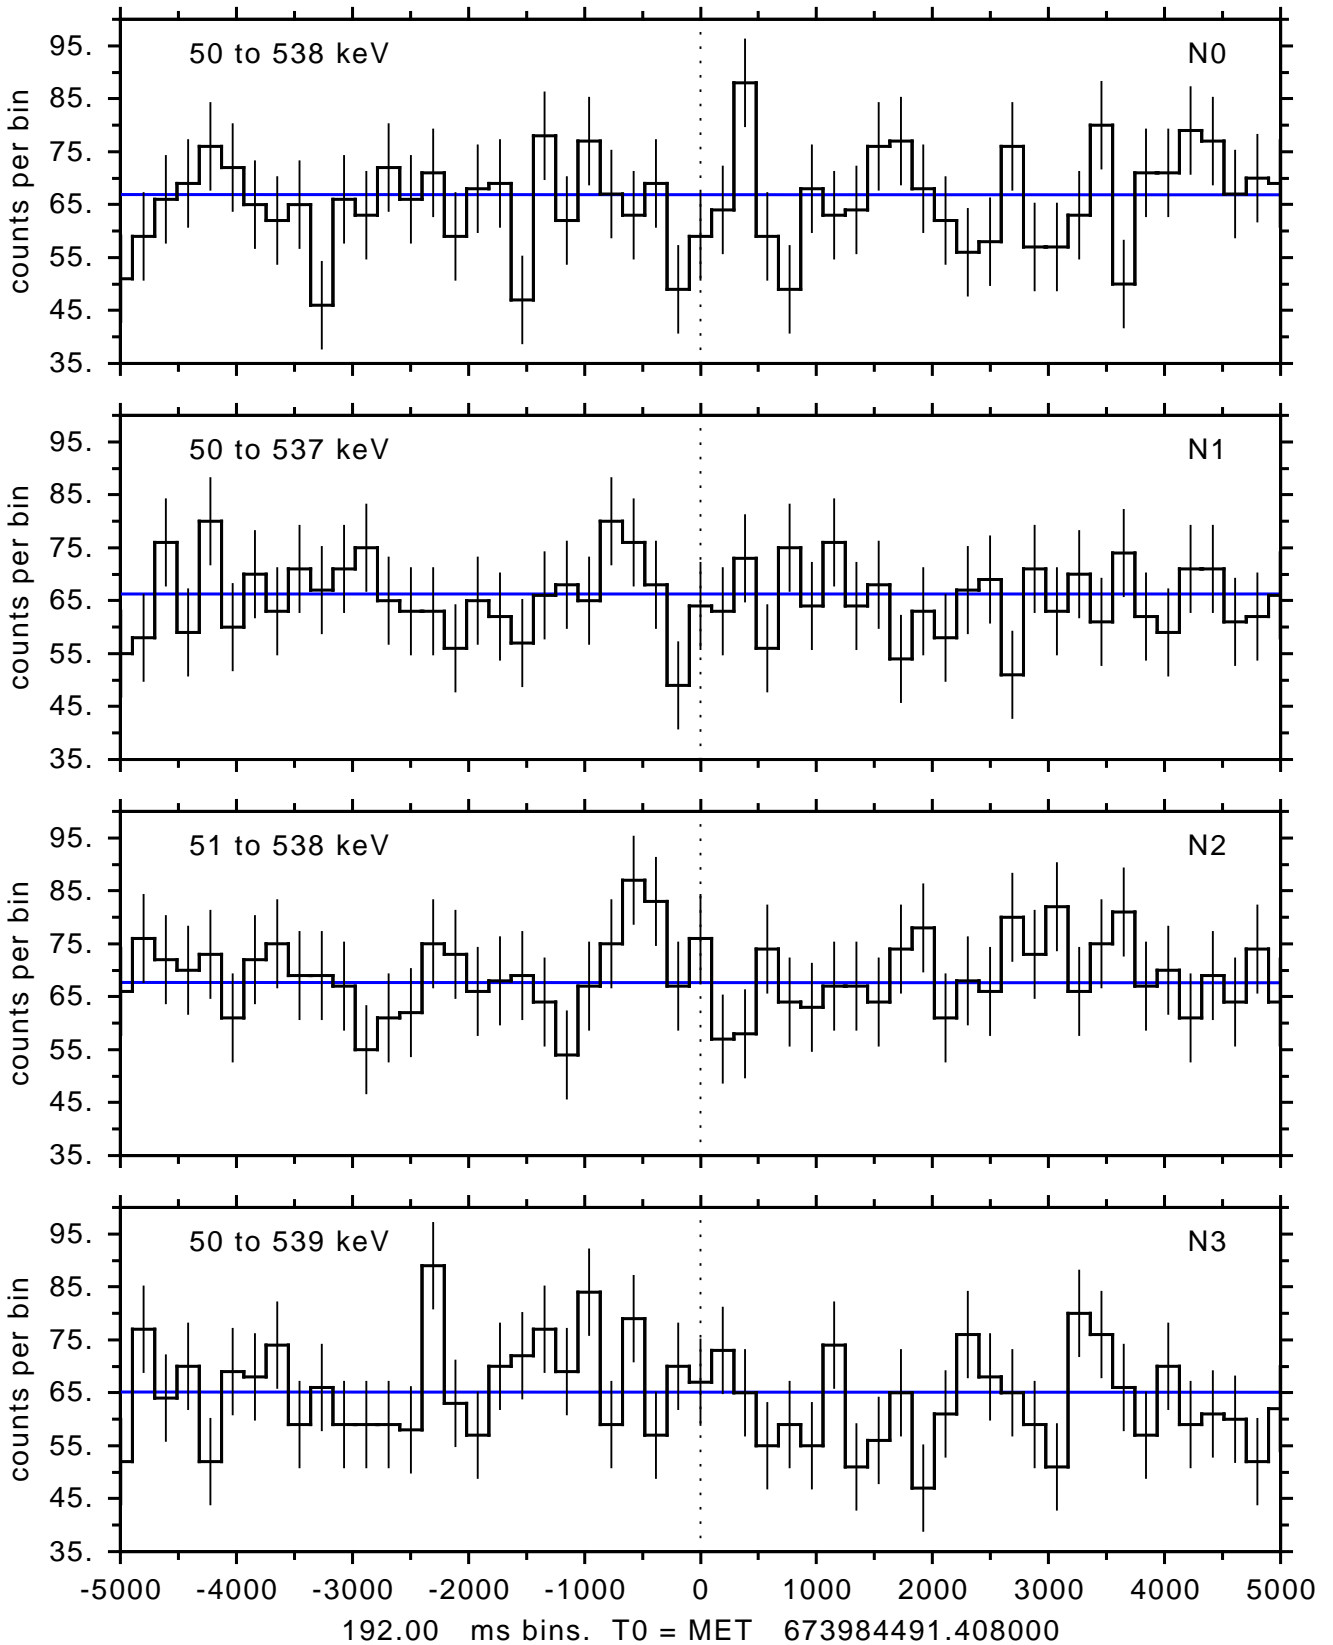 50 to 538 keV N0
95.
85.
75.
65.
55.
45.
35.
counts per bin
50 to 537 keV N1
95.
85.
75.
65.
55.
45.
35.
counts per bin
51 to 538 keV N2
95.
85.
75.
65.
55.
45.
35.
counts per bin
50 to 539 keV N3
95.
85.
75.
65.
55.
45.
35.
counts per bin
-5000 -4000 -3000 -2000 -1000 0 1000 2000 3000 4000 5000
192.00 ms bins. T0 = MET 673984491.408000